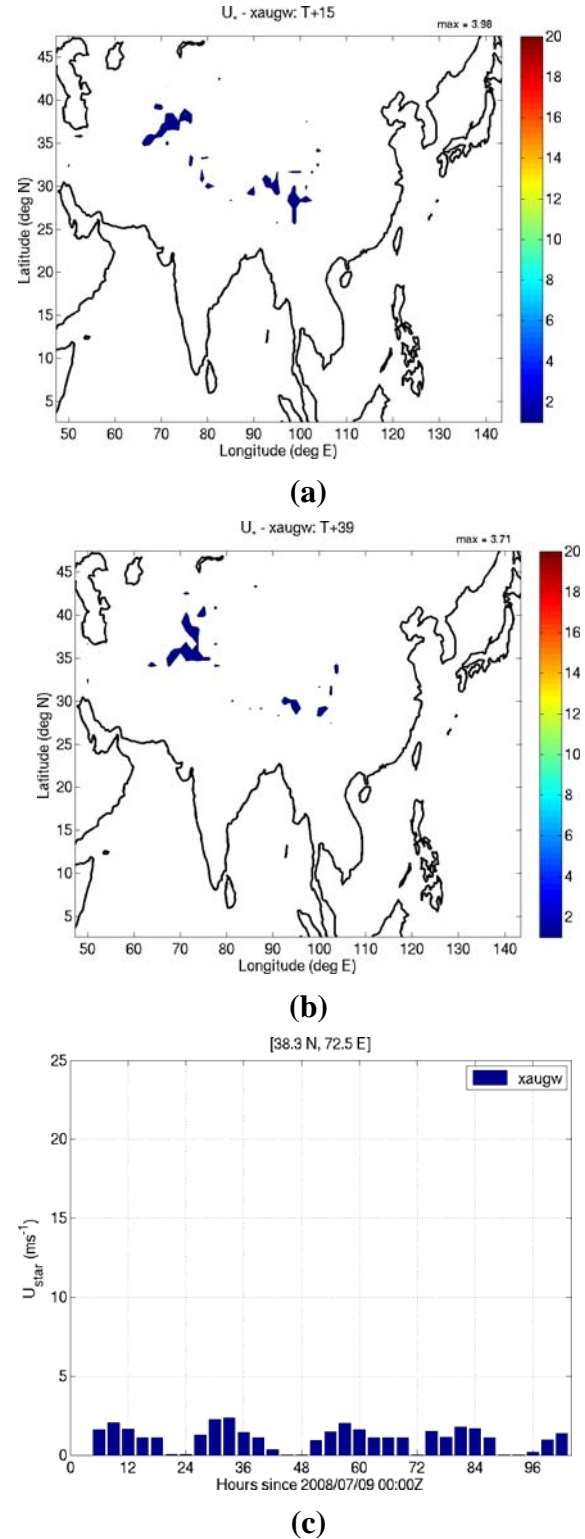 U* - xaugw: T+15
max = 3.98
45
40
35
30
25
20
15
10
5
Latitude (deg N)
50 60 70 80 90 100 110 120 130 140
Longitude (deg E)
20
18
16
14
12
10
8
6
4
2
(a)
U* - xaugw: T+39
max = 3.71
45
40
35
30
25
20
15
10
5
Latitude (deg N)
50 60 70 80 90 100 110 120 130 140
Longitude (deg E)
20
18
16
14
12
10
8
6
4
2
(b)
[38.3 N, 72.5 E]
xaugw
25
20
15
10
5
0
U_star (ms⁻¹)
0 12 24 36 48 60 72 84 96
Hours since 2008/07/09 00:00Z
(c)